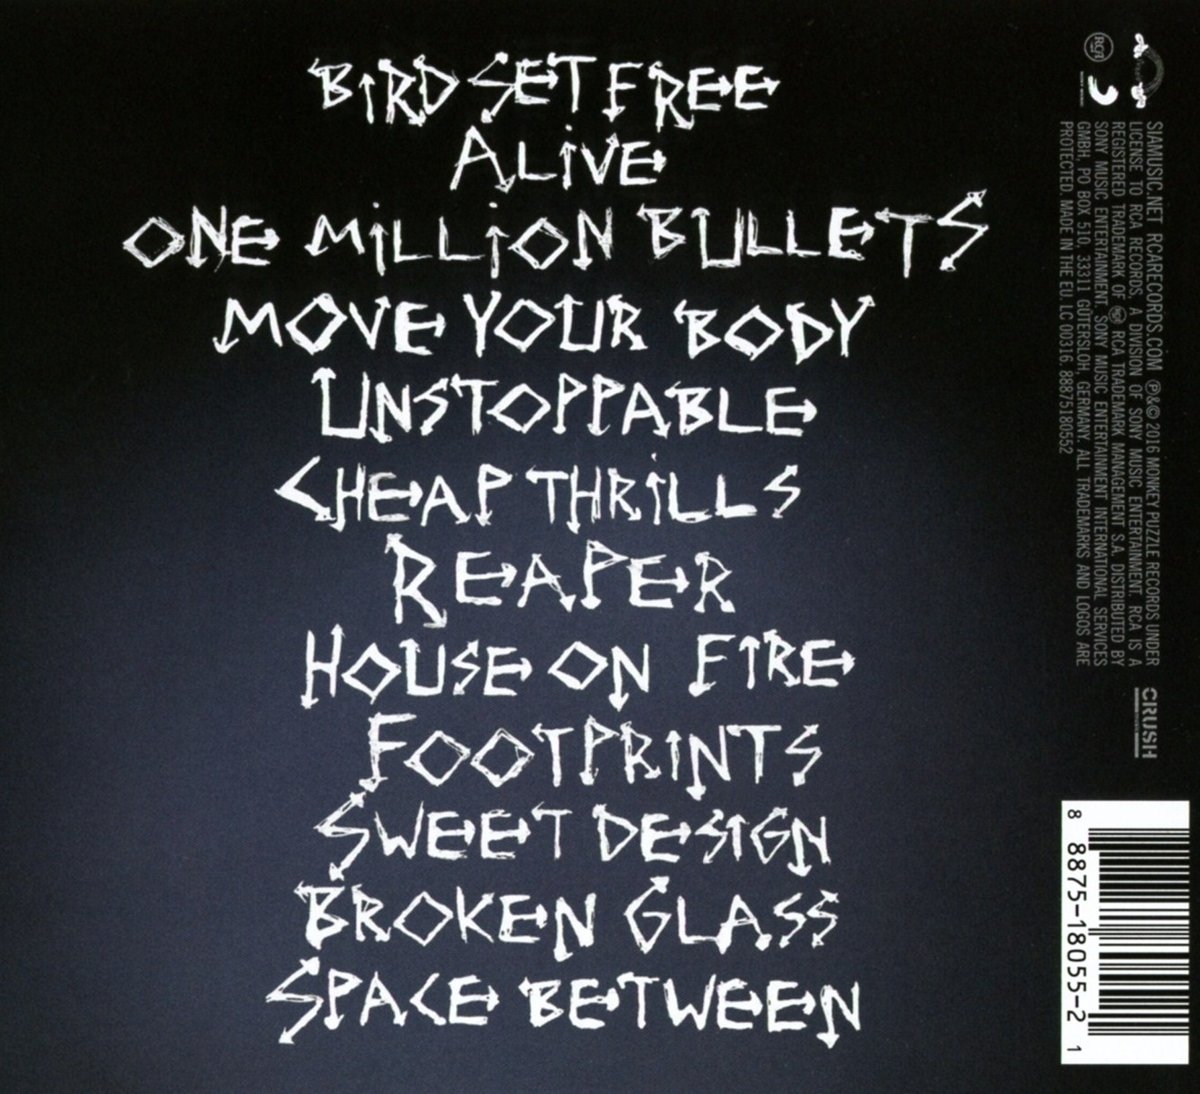 BIRD SET FREE
ALiVE
ONE MiLLiON BULLETS
MOVE YOUR BODY
UNSTOPPABLE
CHEAP THRiLLS
REAPER
HOUSE ON FIRE
FOOTPRINTS
SWEET DESIGN
BROKEN GLASS
SPACE BETWEEN
SIAMUSIC.NET RCARECORDS.COM ℗&© 2016 MONKEY PUZZLE RECORDS UNDER
LICENSE TO RCA RECORDS, A DIVISION OF SONY MUSIC ENTERTAINMENT. RCA IS A
REGISTERED TRADEMARK OF RCA TRADEMARK MANAGEMENT S.A. DISTRIBUTED BY
SONY MUSIC ENTERTAINMENT. SONY MUSIC ENTERTAINMENT INTERNATIONAL SERVICES
GMBH, PO BOX 510, 33311 GÜTERSLOH, GERMANY. ALL TRADEMARKS AND LOGOS ARE
PROTECTED. MADE IN THE EU. LC 00316 88875180552
CRUSH
8 8875-18055-2 1